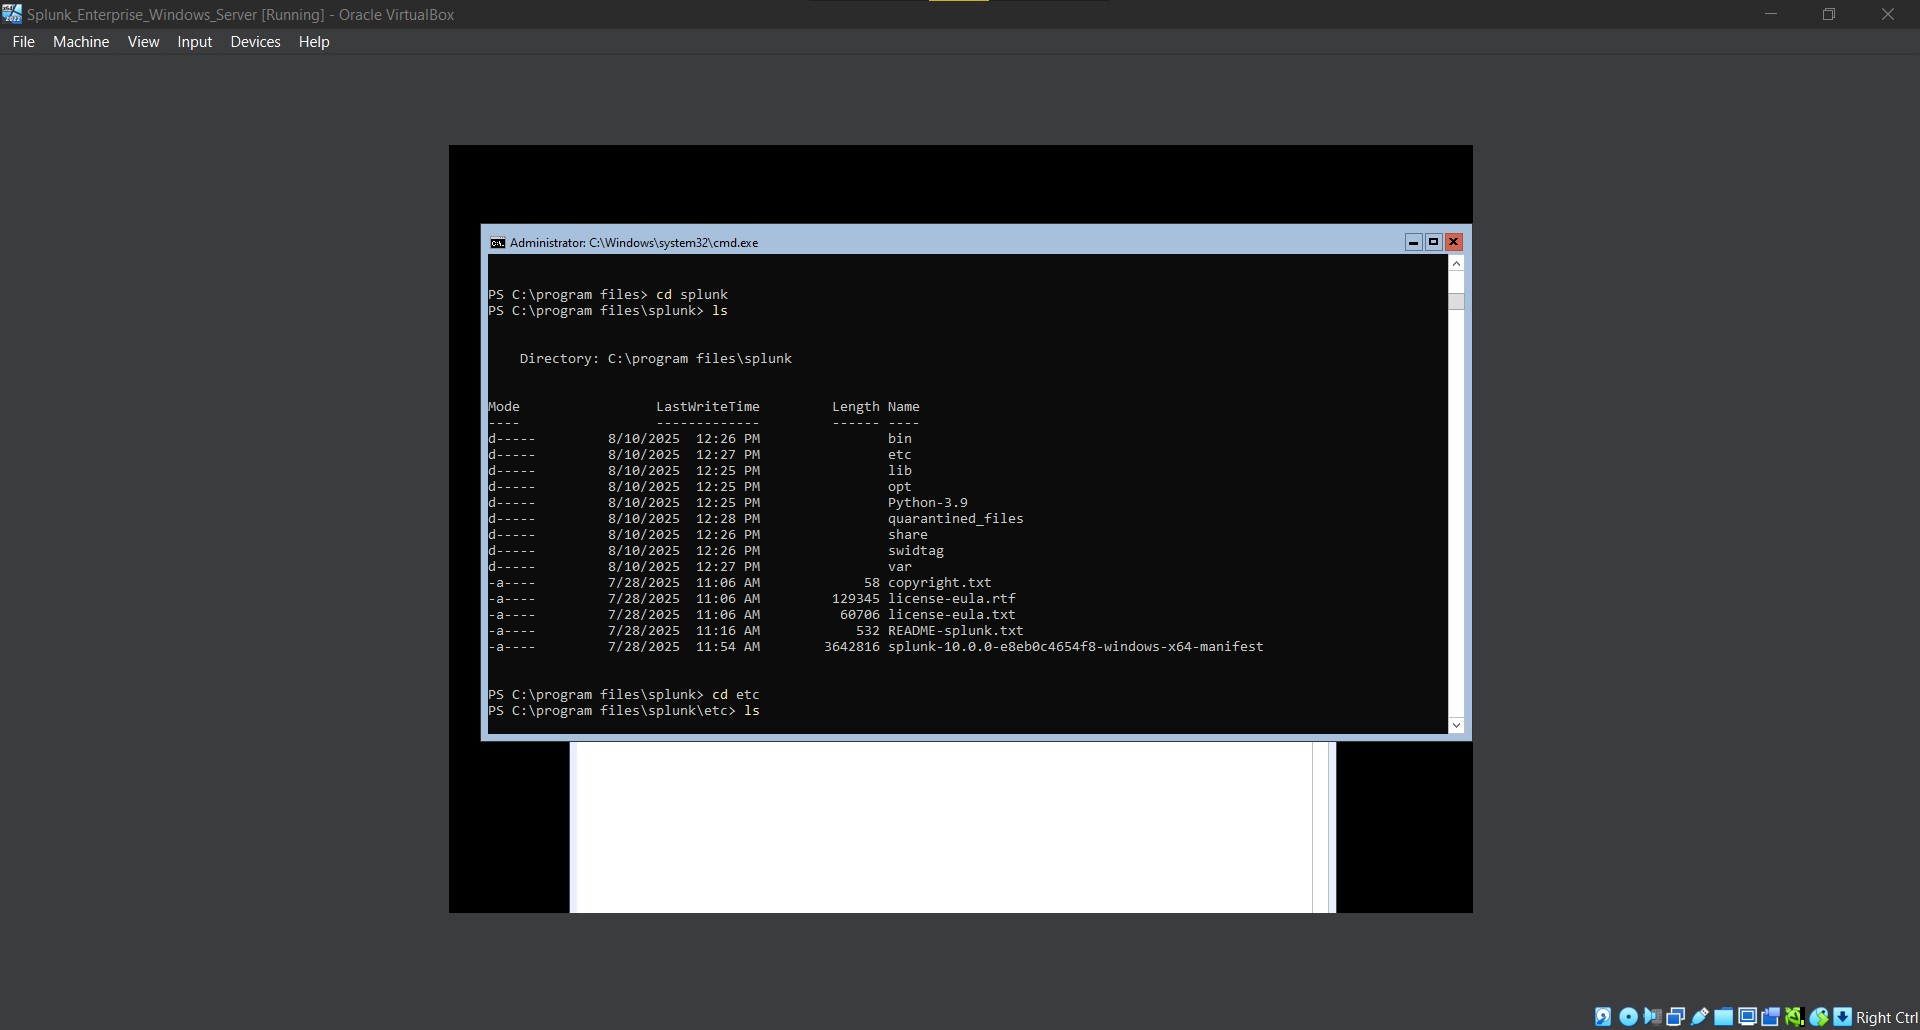 Splunk_Enterprise_Windows_Server [Running] - Oracle VirtualBox
File Machine View Input Devices Help
Administrator: C:\Windows\system32\cmd.exe
PS C:\program files> cd splunk
PS C:\program files\splunk> ls
Directory: C:\program files\splunk
Mode LastWriteTime Length Name
---- ------------- ------ ----
d----- 8/10/2025 12:26 PM bin
d----- 8/10/2025 12:27 PM etc
d----- 8/10/2025 12:25 PM lib
d----- 8/10/2025 12:25 PM opt
d----- 8/10/2025 12:25 PM Python-3.9
d----- 8/10/2025 12:28 PM quarantined_files
d----- 8/10/2025 12:26 PM share
d----- 8/10/2025 12:26 PM swidtag
d----- 8/10/2025 12:27 PM var
-a---- 7/28/2025 11:06 AM 58 copyright.txt
-a---- 7/28/2025 11:06 AM 129345 license-eula.rtf
-a---- 7/28/2025 11:06 AM 60706 license-eula.txt
-a---- 7/28/2025 11:16 AM 532 README-splunk.txt
-a---- 7/28/2025 11:54 AM 3642816 splunk-10.0.0-e8eb0c4654f8-windows-x64-manifest
PS C:\program files\splunk> cd etc
PS C:\program files\splunk\etc> ls
Right Ctrl